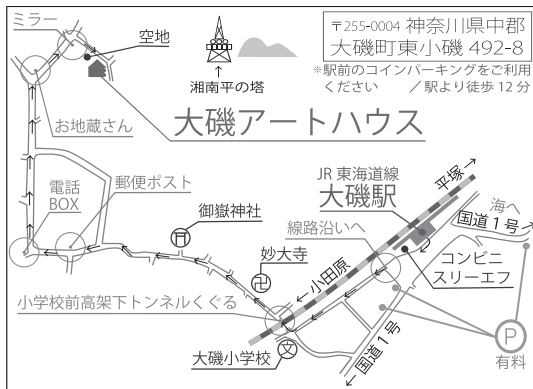 ミラー
空地
湘南平の塔
〒255-0004 神奈川県中郡
大磯町東小磯 492-8
※駅前のコインパーキングをご利用
ください ／駅より徒歩12分
お地蔵さん
大磯アートハウス
電話
BOX
郵便ポスト
御嶽神社
妙大寺
卍
小学校前高架下トンネルくぐる
大磯小学校
文
JR 東海道線
大磯駅
平塚→
線路沿いへ
←小田原
海へ
国道1号→
コンビニ
スリーエフ
←国道1号
P
有料